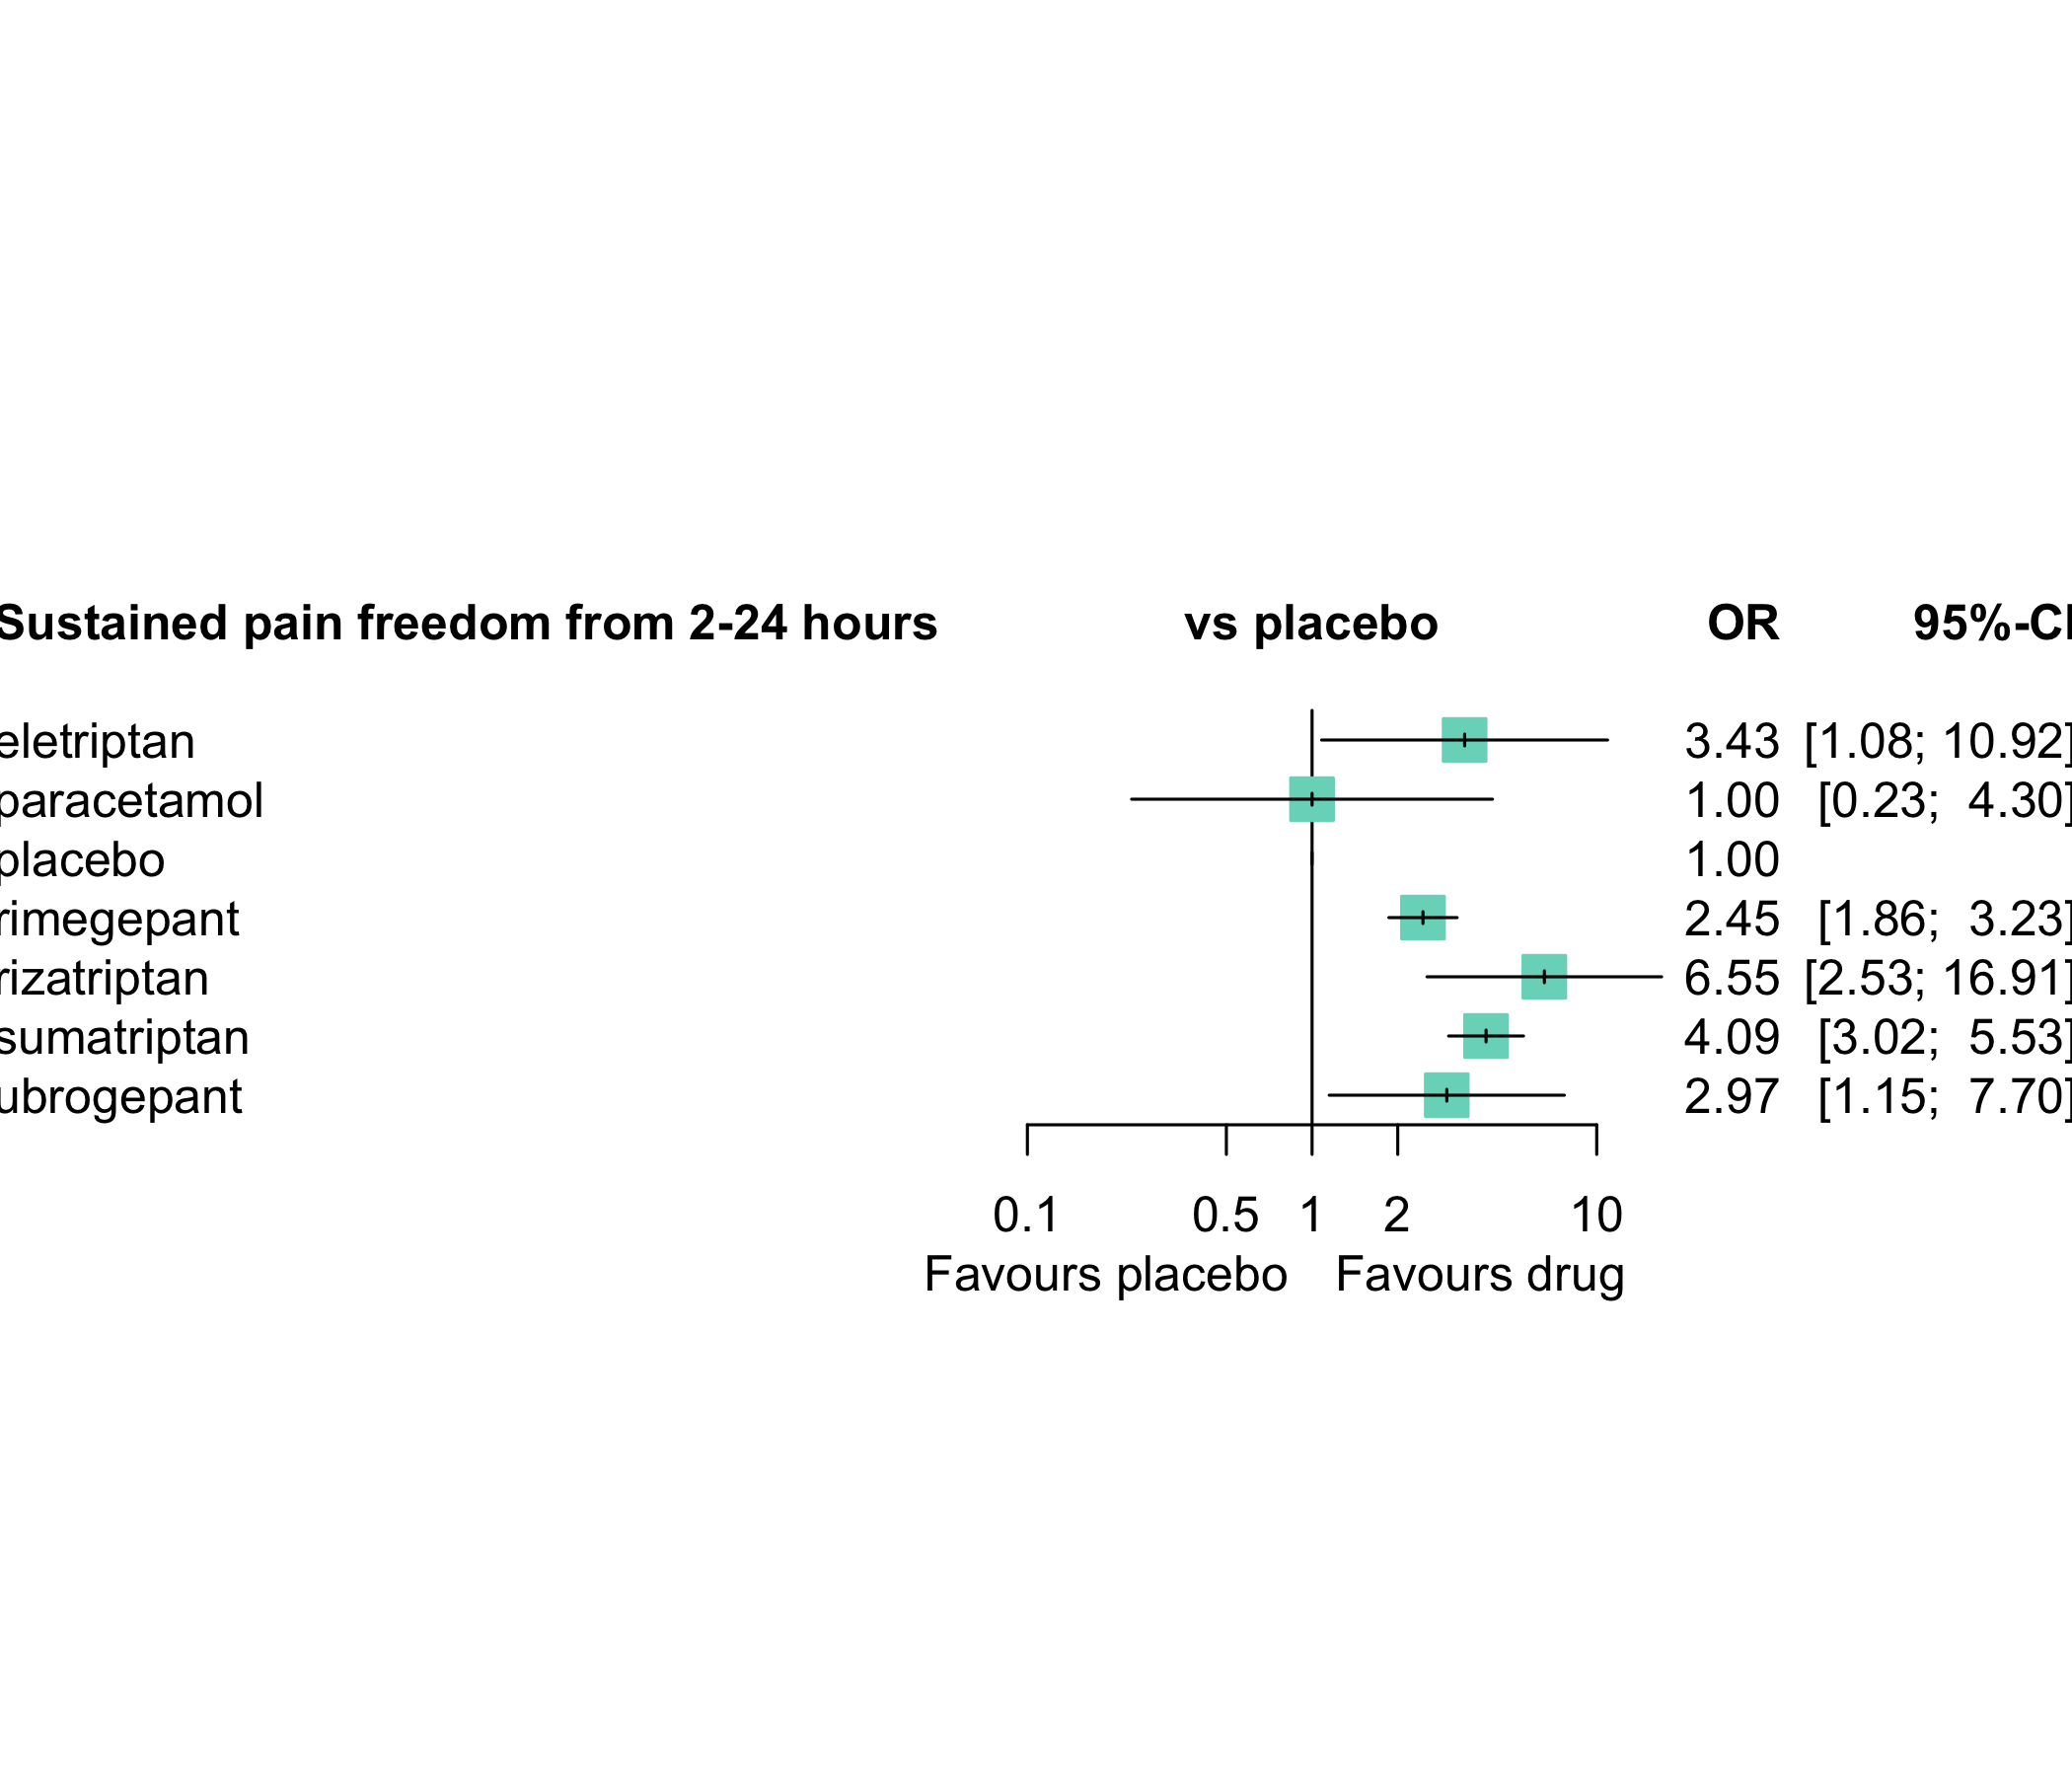 Sustained pain freedom from 2-24 hours vs placebo OR 95%-CI
eletriptan 3.43 [1.08; 10.92]
paracetamol 1.00 [0.23; 4.30]
placebo 1.00
rimegepant 2.45 [1.86; 3.23]
rizatriptan 6.55 [2.53; 16.91]
sumatriptan 4.09 [3.02; 5.53]
ubrogepant 2.97 [1.15; 7.70]
0.1 0.5 1 2 10
Favours placebo Favours drug